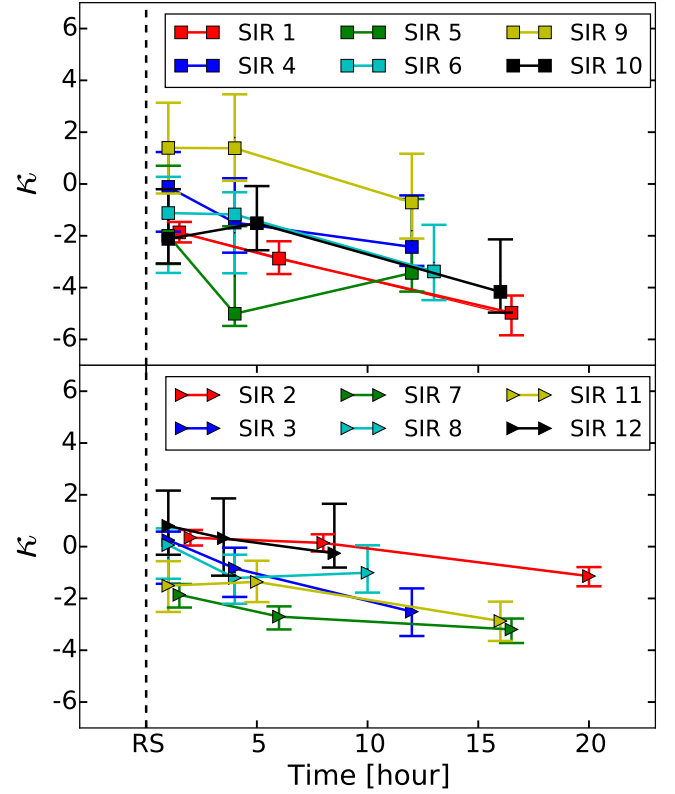 6
4
2
0
-2
-4
-6
κ
SIR 1 SIR 5 SIR 9
SIR 4 SIR 6 SIR 10
6
4
2
0
-2
-4
-6
κ
SIR 2 SIR 7 SIR 11
SIR 3 SIR 8 SIR 12
RS 5 10 15 20
Time [hour]